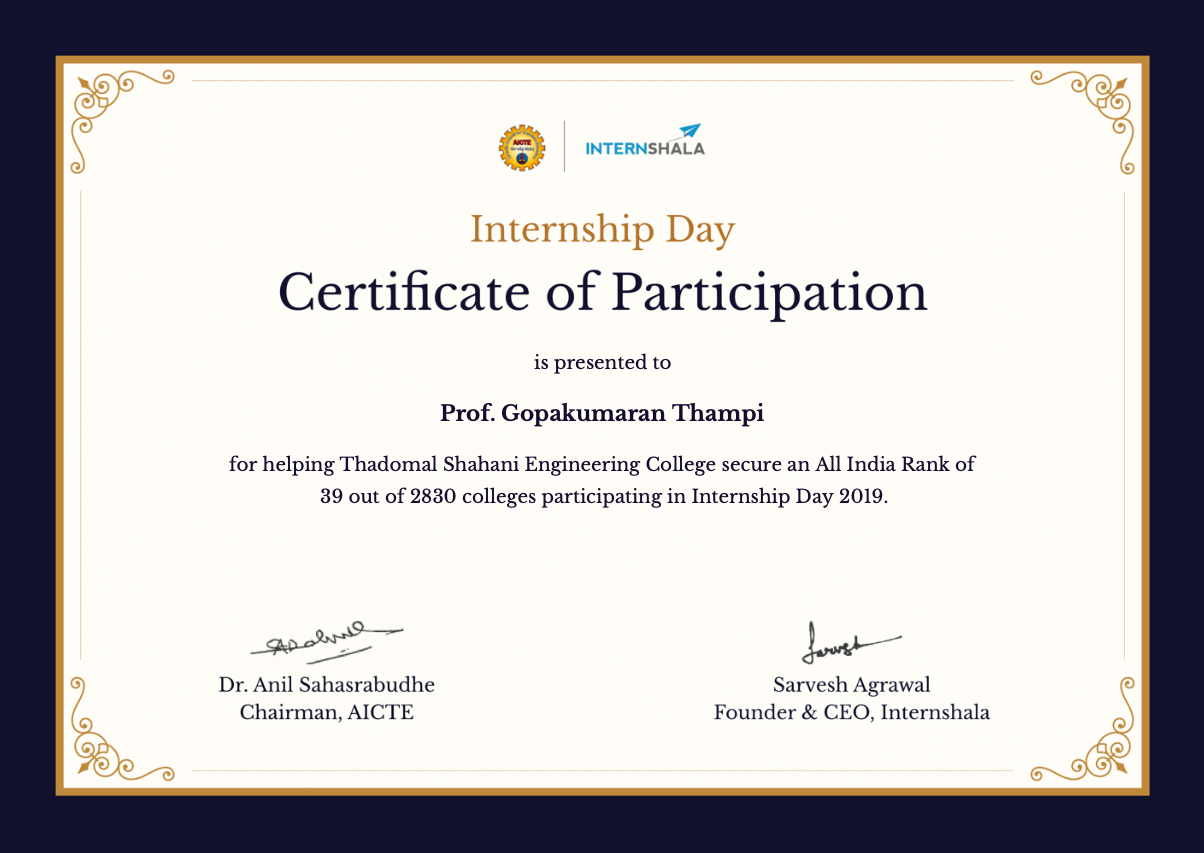 AICTE
INTERNSHALA
Internship Day
Certificate of Participation
is presented to
Prof. Gopakumaran Thampi
for helping Thadomal Shahani Engineering College secure an All India Rank of
39 out of 2830 colleges participating in Internship Day 2019.
Dr. Anil Sahasrabudhe
Chairman, AICTE
Sarvesh Agrawal
Founder & CEO, Internshala